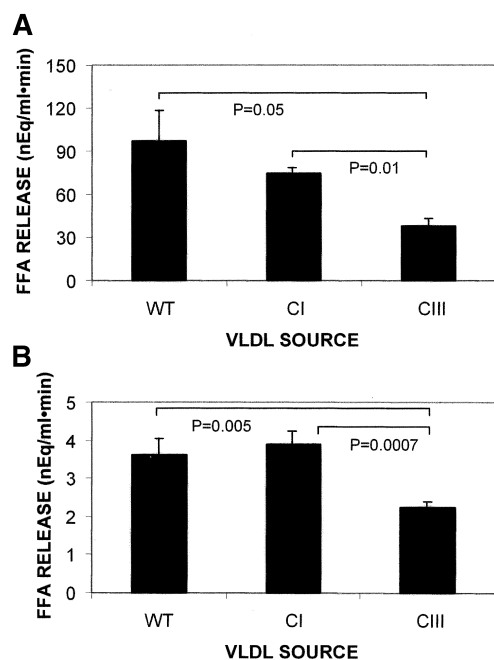 A
FFA RELEASE (nEq/ml•min)
150
120
90
60
30
0
P=0.05
P=0.01
WT CI CIII
VLDL SOURCE
B
FFA RELEASE (nEq/ml•min)
5
4
3
2
1
0
P=0.005
P=0.0007
WT CI CIII
VLDL SOURCE